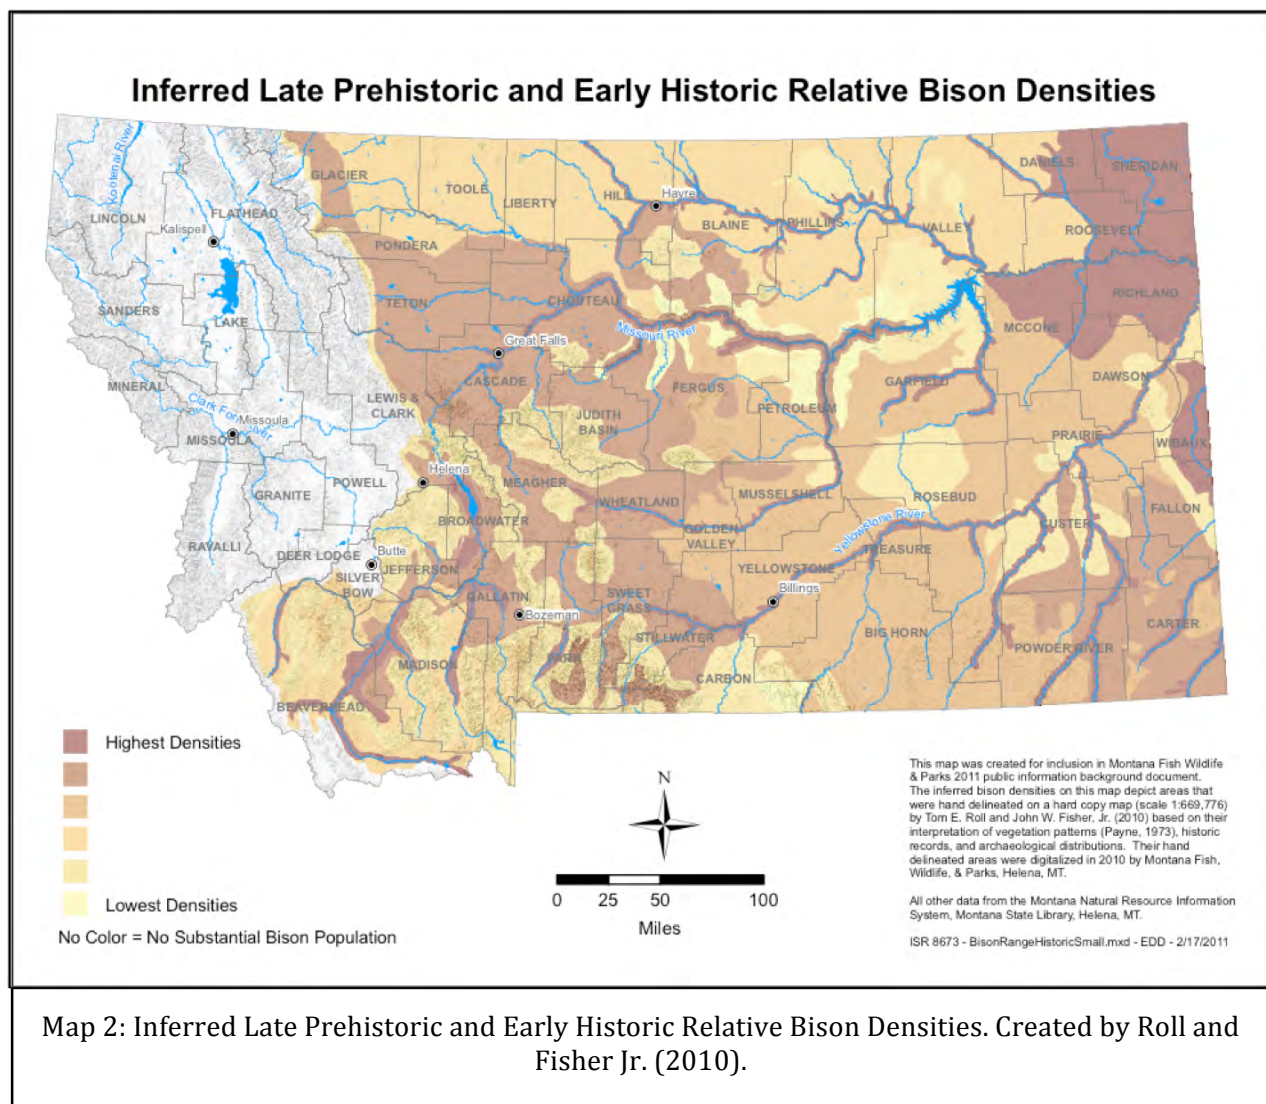 Inferred Late Prehistoric and Early Historic Relative Bison Densities
Kootenai River
LINCOLN
FLATHEAD
Kalispell
GLACIER
TOOLE
LIBERTY
HILL
Havre
BLAINE
PHILLIPS
VALLEY
DANIELS
SHERIDAN
ROOSEVELT
PONDERA
TETON
CHOUTEAU
Missouri River
RICHLAND
MCCONE
SANDERS
LAKE
Great Falls
CASCADE
FERGUS
GARFIELD
DAWSON
MINERAL
LEWIS &
CLARK
JUDITH
BASIN
PETROLEUM
Clark Fork River
Missoula
MISSOULA
PRAIRIE
WIBAUX
Helena
POWELL
GRANITE
MEAGHER
WHEATLAND
MUSSELSHELL
ROSEBUD
BROADWATER
GOLDEN
VALLEY
Yellowstone River
CUSTER
FALLON
RAVALLI
DEER LODGE
Butte
SILVER
BOW
JEFFERSON
TREASURE
YELLOWSTONE
Billings
GALLATIN
Bozeman
SWEET
GRASS
STILLWATER
BIG HORN
CARTER
POWDER RIVER
MADISON
PARK
CARBON
BEAVERHEAD
Highest Densities
Lowest Densities
No Color = No Substantial Bison Population
N
0 25 50 100
Miles
This map was created for inclusion in Montana Fish Wildlife
& Parks 2011 public information background document.
The inferred bison densities on this map depict areas that
were hand delineated on a hard copy map (scale 1:669,776)
by Tom E. Roll and John W. Fisher, Jr. (2010) based on their
interpretation of vegetation patterns (Payne, 1973), historic
records, and archaeological distributions. Their hand
delineated areas were digitalized in 2010 by Montana Fish,
Wildlife, & Parks, Helena, MT.
All other data from the Montana Natural Resource Information
System, Montana State Library, Helena, MT.
ISR 8673 - BisonRangeHistoricSmall.mxd - EDD - 2/17/2011
Map 2: Inferred Late Prehistoric and Early Historic Relative Bison Densities. Created by Roll and
Fisher Jr. (2010).